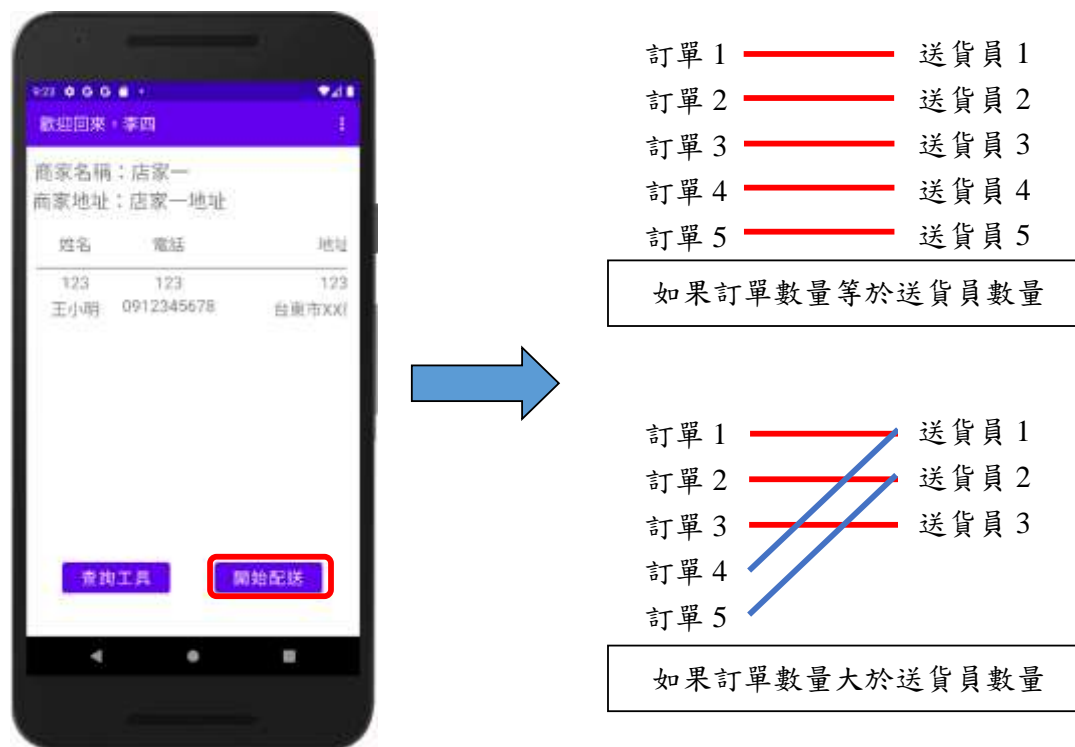 9:23
歡迎回來，李四
商家名稱：店家一
商家地址：店家一地址
姓名 電話 地址
123 123 123
王小明 0912345678 台東市XX
查詢工具 開始配送
訂單 1 送貨員 1
訂單 2 送貨員 2
訂單 3 送貨員 3
訂單 4 送貨員 4
訂單 5 送貨員 5
如果訂單數量等於送貨員數量
訂單 1 送貨員 1
訂單 2 送貨員 2
訂單 3 送貨員 3
訂單 4
訂單 5
如果訂單數量大於送貨員數量